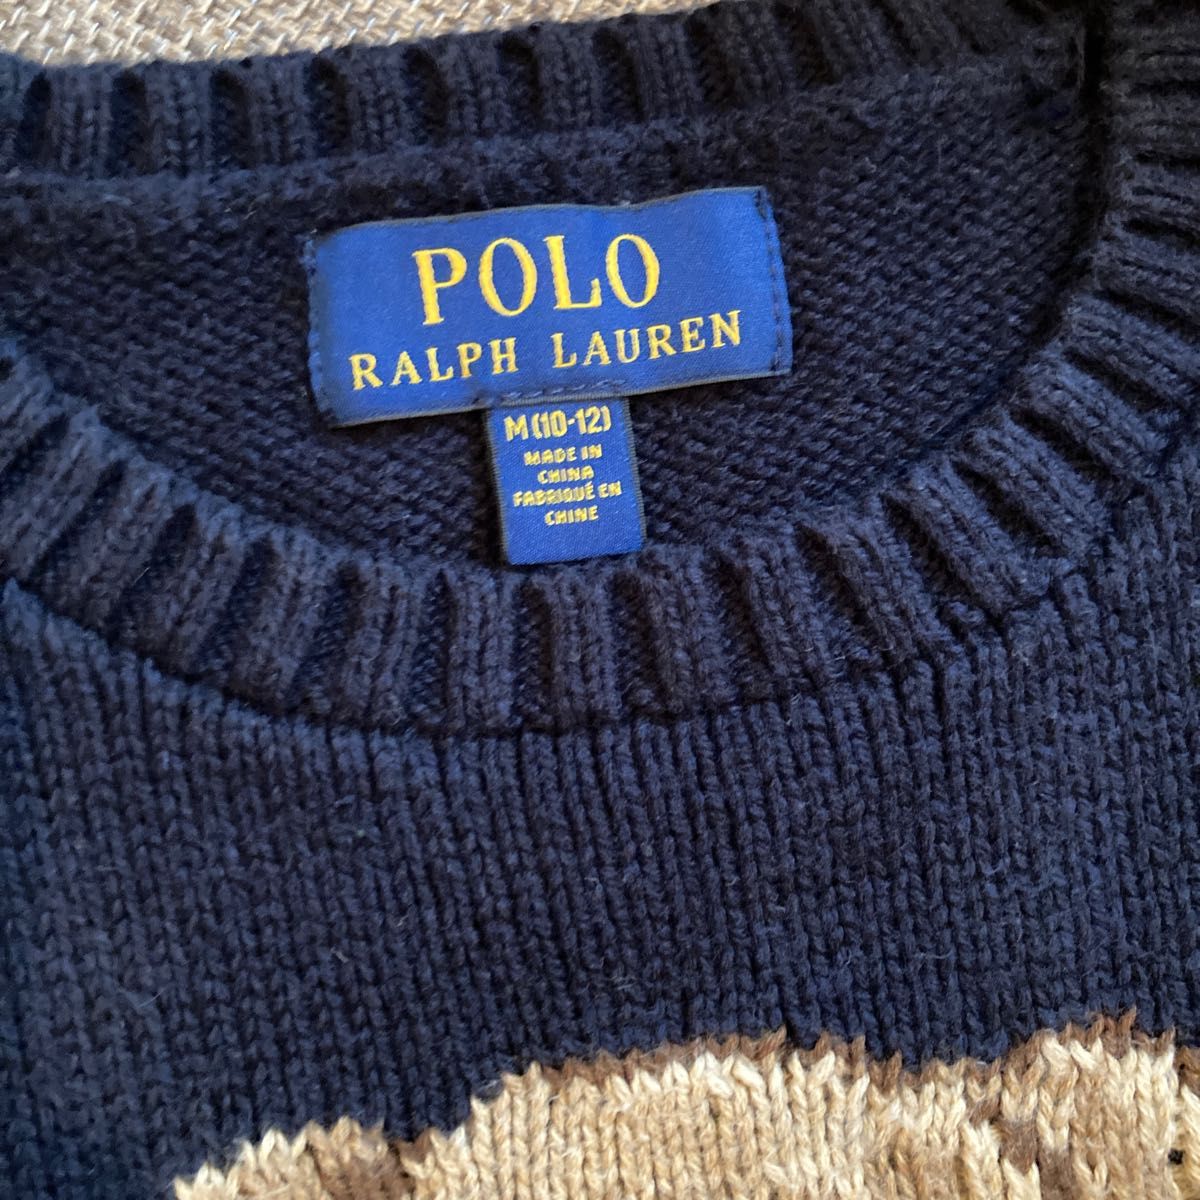 POLO
RALPH LAUREN
M(10-12)
MADE IN
CHINA
FABRIQUÉ EN
CHINE